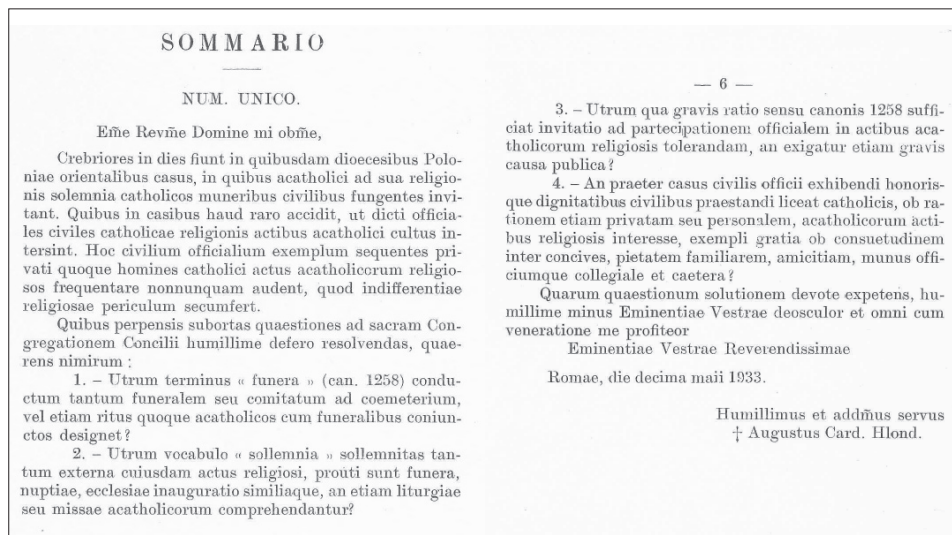 SOMMARIO
NUM. UNICO.
Em̃e Revm̃e Domine mi obm̃e,
Crebriores in dies fiunt in quibusdam dioecesibus Polo-
niae orientalibus casus, in quibus acatholici ad sua religio-
nis solemnia catholicos muneribus civilibus fungentes invi-
tant. Quibus in casibus haud raro accidit, ut dicti officia-
les civiles catholicae religionis actibus acatholici cultus in-
tersint. Hoc civilium officialium exemplum sequentes pri-
vati quoque homines catholici actus acatholicorum religio-
sos frequentare nonnunquam audent, quod indifferentiae
religiosae periculum secumfert.
Quibus perpensis subortas quaestiones ad sacram Con-
gregationem Concilii humillime defero resolvendas, quae-
rens nimirum :
1. – Utrum terminus « funera » (can. 1258) condu-
ctum tantum funeralem seu comitatum ad coemeterium,
vel etiam ritus quoque acatholicos cum funeralibus coniun-
ctos designet?
2. – Utrum vocabulo « sollemnia » sollemnitas tan-
tum externa cuiusdam actus religiosi, prouti sunt funera,
nuptiae, ecclesiae inauguratio similiaque, an etiam liturgiae
seu missae acatholicorum comprehendantur?
— 6 —
3. – Utrum qua gravis ratio sensu canonis 1258 suffi-
ciat invitatio ad partecipationem officialem in actibus aca-
tholicorum religiosis tolerandam, an exigatur etiam gravis
causa publica?
4. – An praeter casus civilis officii exhibendi honoris-
que dignitatibus civilibus praestandi liceat catholicis, ob ra-
tionem etiam privatam seu personalem, acatholicorum acti-
bus religiosis interesse, exempli gratia ob consuetudinem
inter concives, pietatem familiarem, amicitiam, munus offi-
ciumque collegiale et caetera?
Quarum quaestionum solutionem devote expetens, hu-
millime minus Eminentiae Vestrae deosculor et omni cum
veneratione me profiteor
Eminentiae Vestrae Reverendissimae
Romae, die decima maii 1933.
Humillimus et addm̃us servus
† Augustus Card. Hlond.